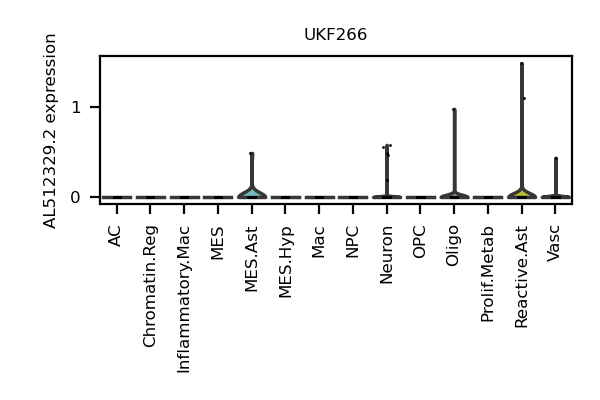 UKF266
AL512329.2 expression
1
0
AC
Chromatin.Reg
Inflammatory.Mac
MES
MES.Ast
MES.Hyp
Mac
NPC
Neuron
OPC
Oligo
Prolif.Metab
Reactive.Ast
Vasc